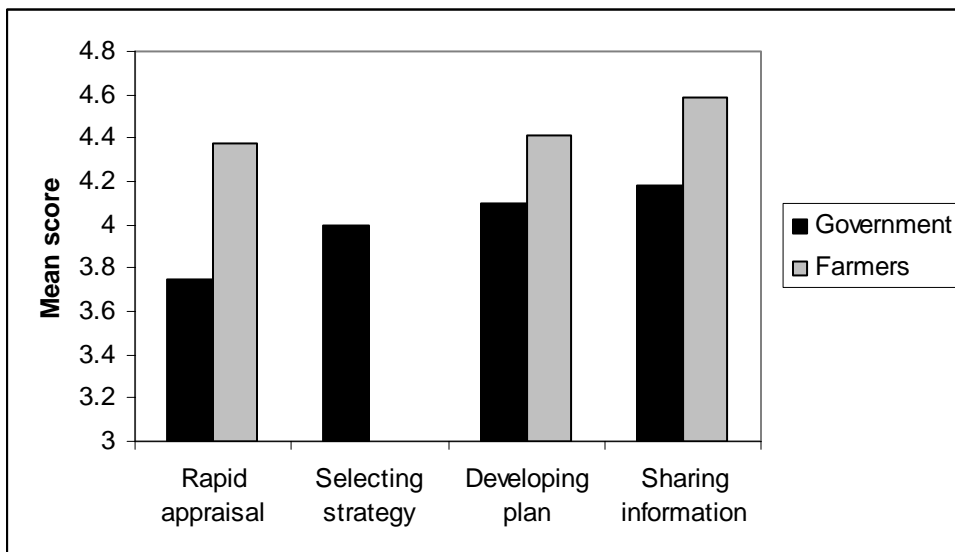 Mean score
4.8
4.6
4.4
4.2
4
3.8
3.6
3.4
3.2
3
Rapid
appraisal
Selecting
strategy
Developing
plan
Sharing
information
Government
Farmers